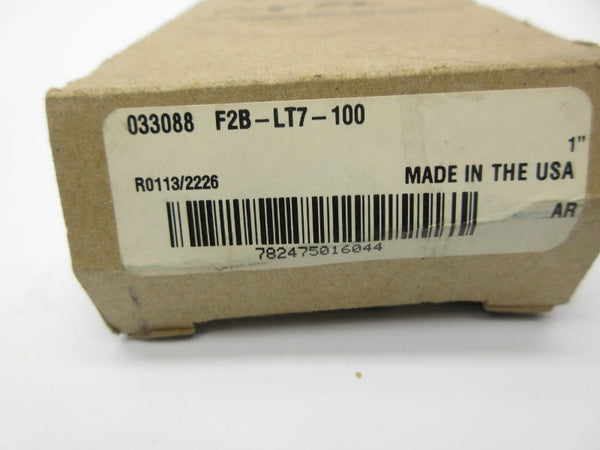 033088 F2B-LT7-100
1"
R0113/2226 MADE IN THE USA
AR
782475016044